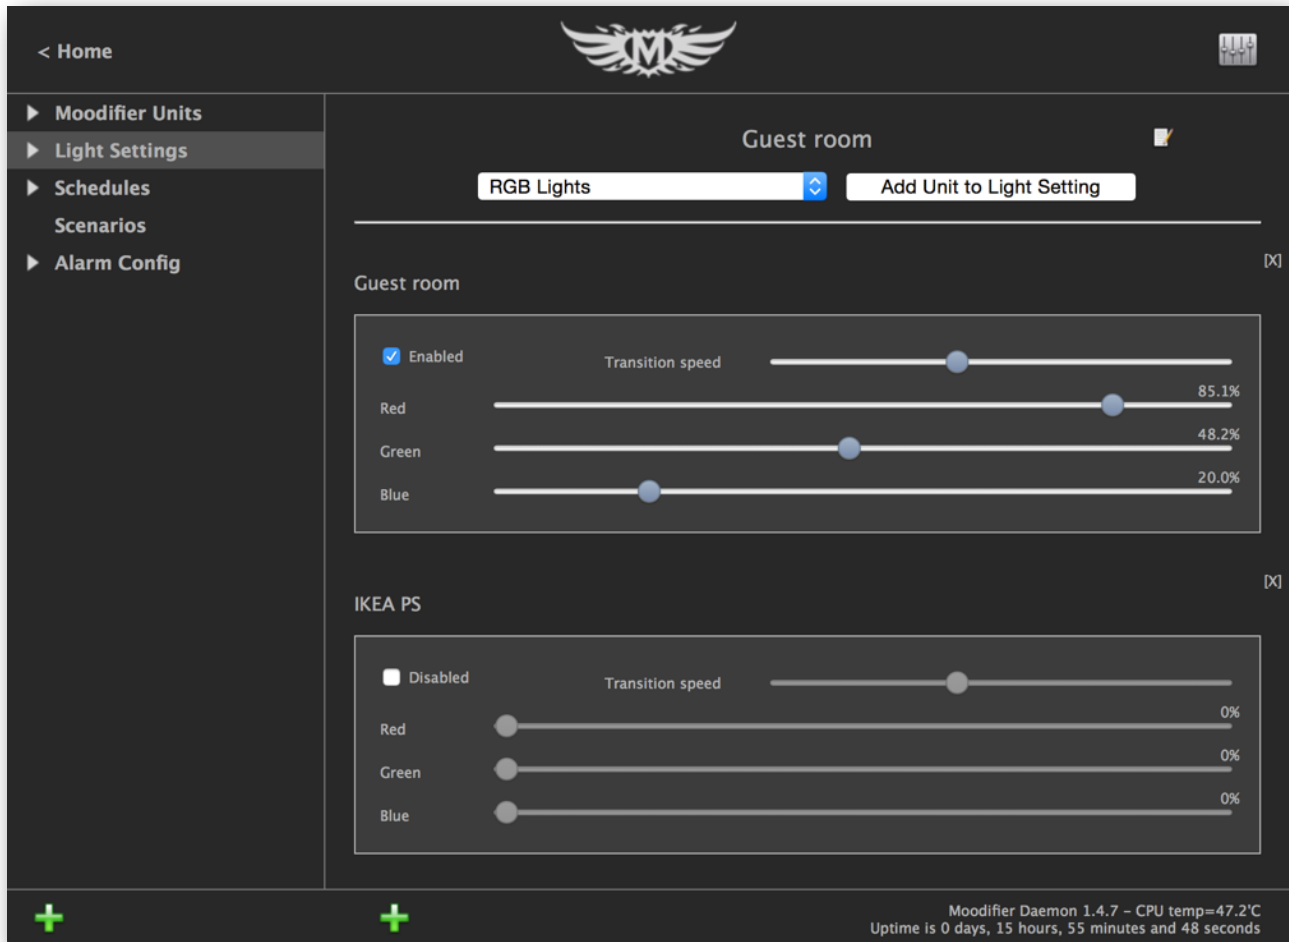 < Home
M
Moodifier Units
Light Settings
Schedules
Scenarios
Alarm Config
Guest room
RGB Lights
Add Unit to Light Setting
[X]
Guest room
Enabled
Transition speed
85.1%
Red
48.2%
Green
20.0%
Blue
[X]
IKEA PS
Disabled
Transition speed
0%
Red
0%
Green
0%
Blue
Moodifier Daemon 1.4.7 – CPU temp=47.2'C
Uptime is 0 days, 15 hours, 55 minutes and 48 seconds